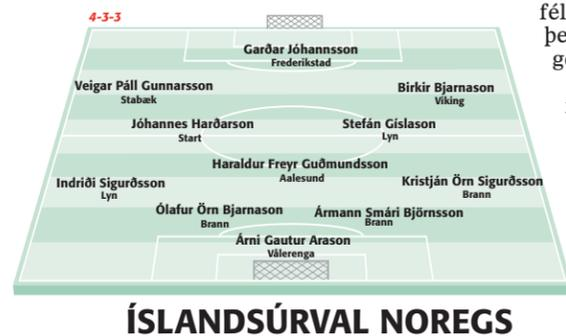 4-3-3
Garðar Jóhannsson
Frederikstad
Veigar Páll Gunnarsson
Stabæk
Birkir Bjarnason
Viking
Jóhannes Harðarson
Start
Stefán Gíslason
Lyn
Haraldur Freyr Guðmundsson
Aalesund
Indriði Sigurðsson
Lyn
Kristján Örn Sigurðsson
Brann
Ólafur Örn Bjarnason
Brann
Ármann Smári Björnsson
Brann
Árni Gautur Arason
Vålerenga
ÍSLANDSÚRVAL NOREGS
fél
þe